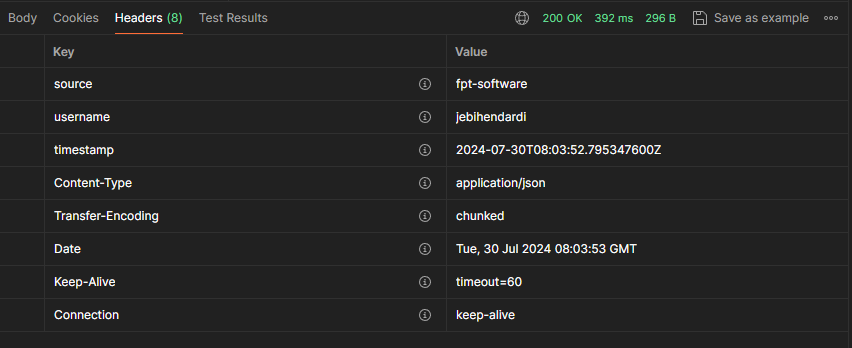 Body Cookies Headers (8) Test Results 200 OK 392 ms 296 B Save as example
Key Value
source fpt-software
username jebihendardi
timestamp 2024-07-30T08:03:52.795347600Z
Content-Type application/json
Transfer-Encoding chunked
Date Tue, 30 Jul 2024 08:03:53 GMT
Keep-Alive timeout=60
Connection keep-alive